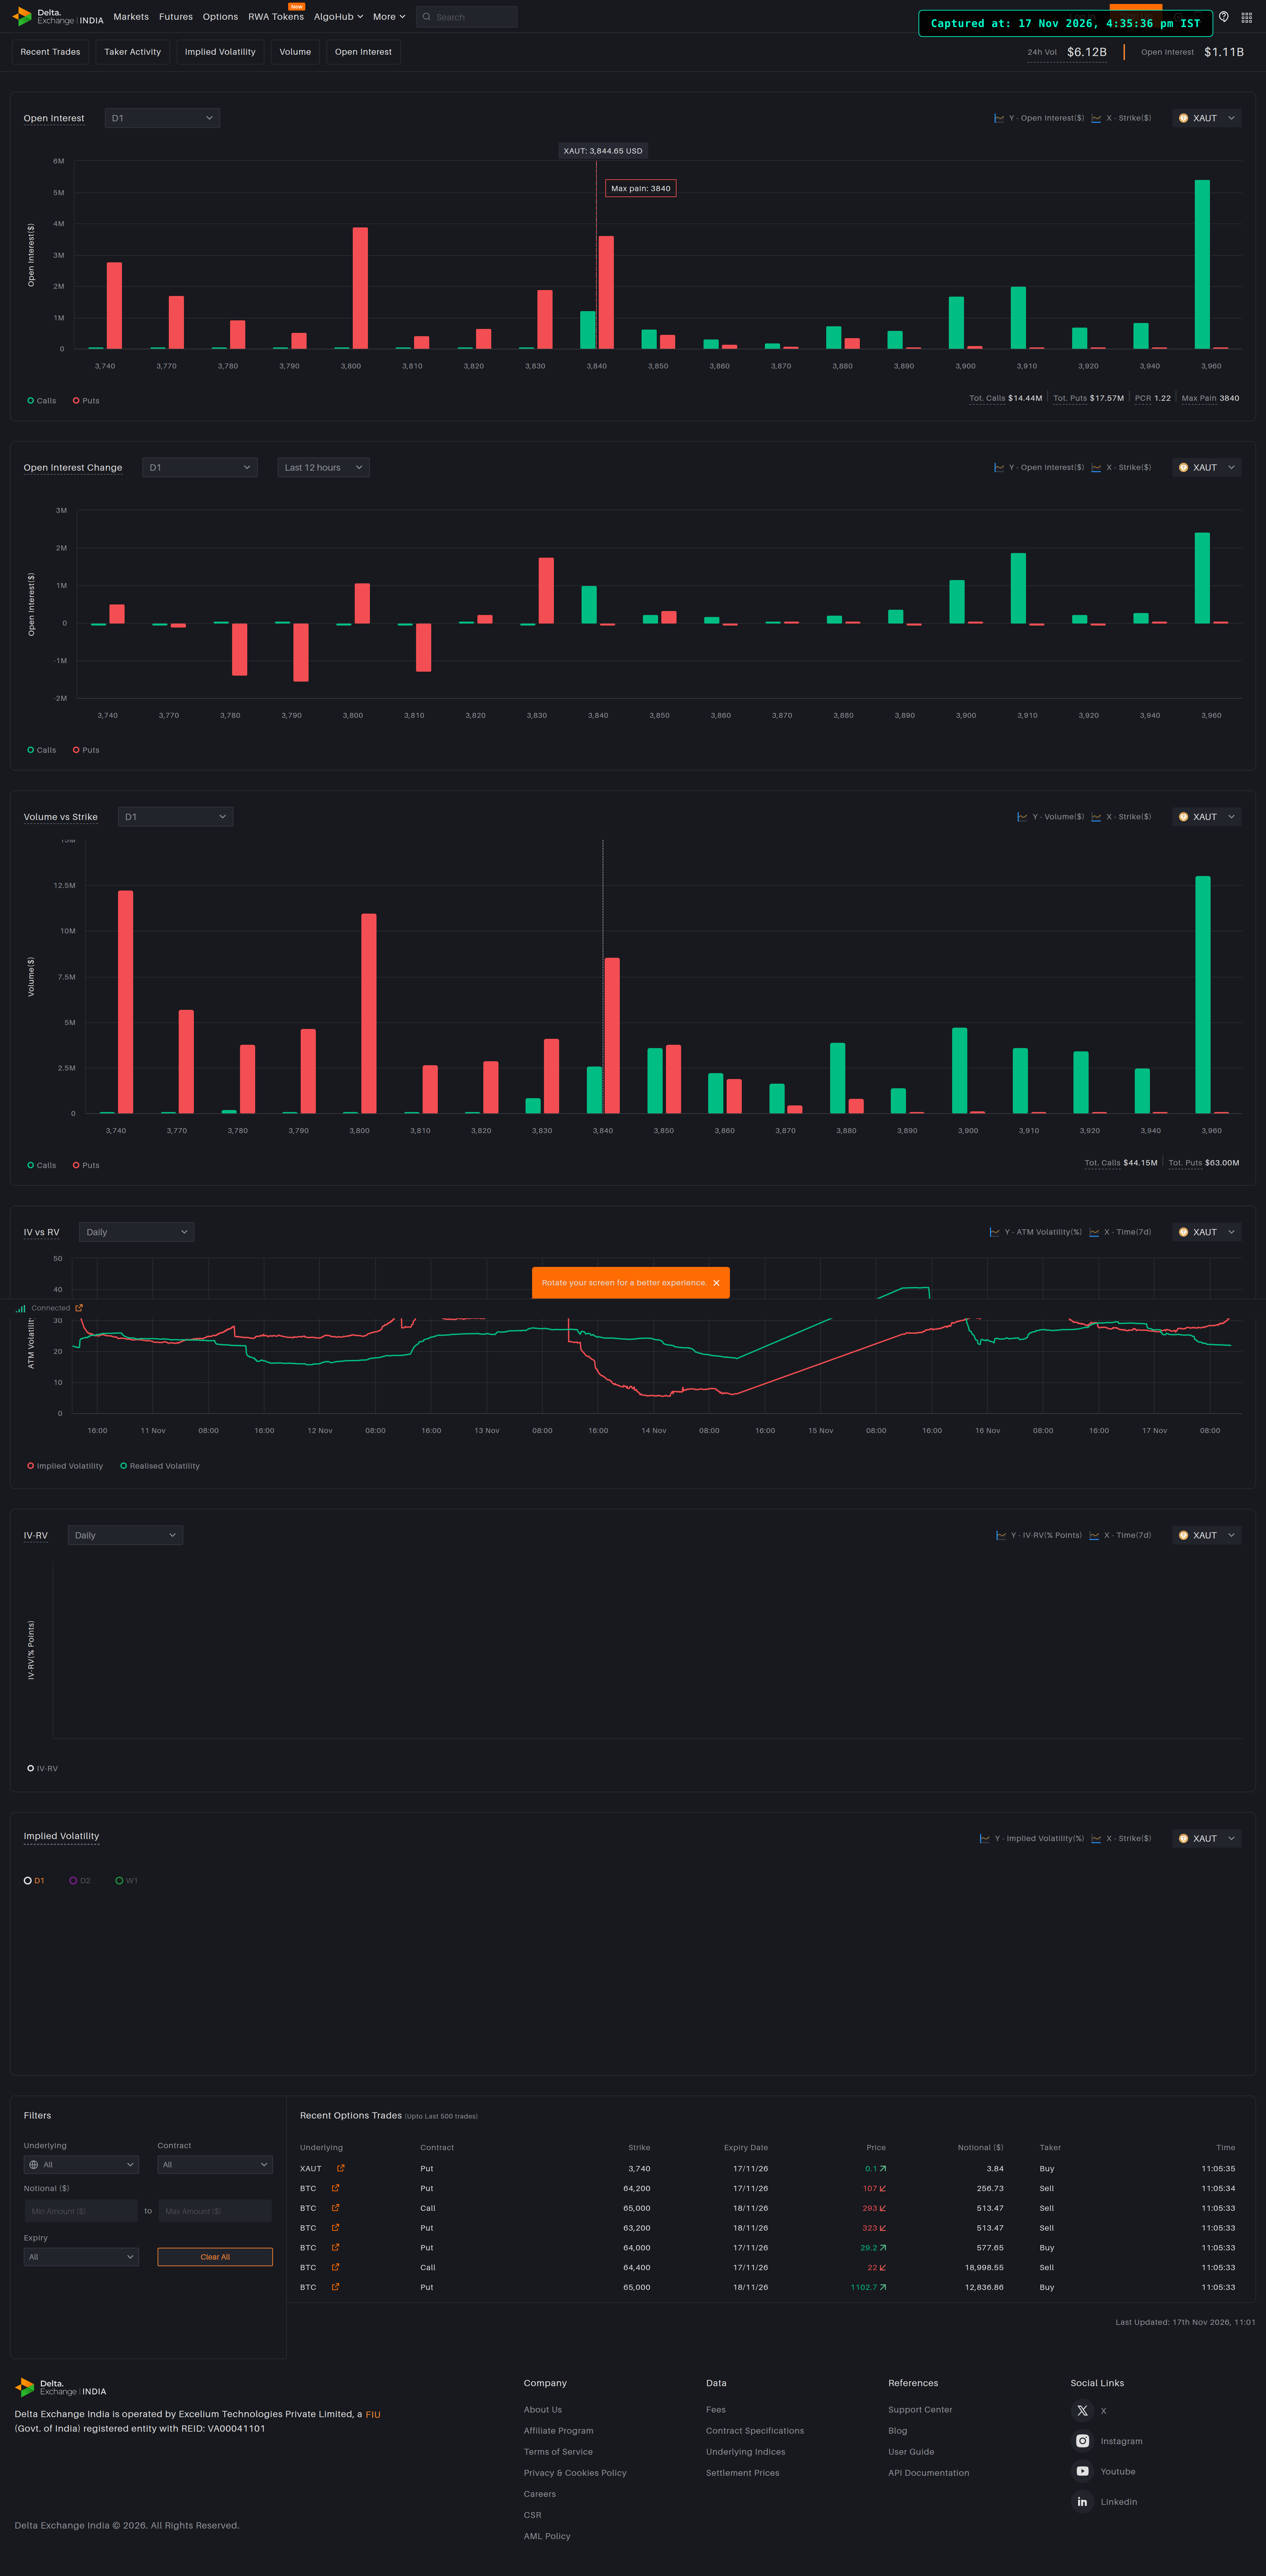 Delta. Exchange | INDIA Markets Futures Options RWA Tokens New AlgoHub More Search
Captured at: 17 Nov 2026, 4:35:36 pm IST
Recent Trades Taker Activity Implied Volatility Volume Open Interest 24h Vol $6.12B Open Interest $1.11B
Open Interest D1 Y - Open Interest($) X - Strike($) XAUT
XAUT: 3,844.65 USD
Max pain: 3840
Open Interest($)
6M
5M
4M
3M
2M
1M
0
3,740 3,770 3,780 3,790 3,800 3,810 3,820 3,830 3,840 3,850 3,860 3,870 3,880 3,890 3,900 3,910 3,920 3,940 3,960
Calls Puts Tot. Calls $14.44M Tot. Puts $17.57M PCR 1.22 Max Pain 3840
Open Interest Change D1 Last 12 hours Y - Open Interest($) X - Strike($) XAUT
Open Interest($)
3M
2M
1M
0
-1M
-2M
3,740 3,770 3,780 3,790 3,800 3,810 3,820 3,830 3,840 3,850 3,860 3,870 3,880 3,890 3,900 3,910 3,920 3,940 3,960
Calls Puts
Volume vs Strike D1 Y - Volume($) X - Strike($) XAUT
Volume($)
15M
12.5M
10M
7.5M
5M
2.5M
0
3,740 3,770 3,780 3,790 3,800 3,810 3,820 3,830 3,840 3,850 3,860 3,870 3,880 3,890 3,900 3,910 3,920 3,940 3,960
Calls Puts Tot. Calls $44.15M Tot. Puts $63.00M
IV vs RV Daily Y - ATM Volatility(%) X - Time(7d) XAUT
50
40
Rotate your screen for a better experience.
Connected
ATM Volatility
30
20
10
0
16:00 11 Nov 08:00 16:00 12 Nov 08:00 16:00 13 Nov 08:00 16:00 14 Nov 08:00 16:00 15 Nov 08:00 16:00 16 Nov 08:00 16:00 17 Nov 08:00
Implied Volatility Realised Volatility
IV-RV Daily Y - IV-RV(% Points) X - Time(7d) XAUT
IV-RV(% Points)
IV-RV
Implied Volatility Y - Implied Volatility(%) X - Strike($) XAUT
D1 D2 W1
Filters
Underlying Contract
All All
Notional ($)
Min Amount ($) to Max Amount ($)
Expiry
All Clear All
Recent Options Trades (Upto Last 500 trades)
Underlying Contract Strike Expiry Date Price Notional ($) Taker Time
XAUT Put 3,740 17/11/26 0.1 3.84 Buy 11:05:35
BTC Put 64,200 17/11/26 107 256.73 Sell 11:05:34
BTC Call 65,000 18/11/26 293 513.47 Sell 11:05:33
BTC Put 63,200 18/11/26 323 513.47 Sell 11:05:33
BTC Put 64,000 17/11/26 29.2 577.65 Buy 11:05:33
BTC Call 64,400 17/11/26 22 18,998.55 Sell 11:05:33
BTC Put 65,000 18/11/26 1102.7 12,836.86 Buy 11:05:33
Last Updated: 17th Nov 2026, 11:01
Delta. Exchange | INDIA
Delta Exchange India is operated by Excelium Technologies Private Limited, a FIU
(Govt. of India) registered entity with REID: VA00041101
Delta Exchange India © 2026. All Rights Reserved.
Company
About Us
Affiliate Program
Terms of Service
Privacy & Cookies Policy
Careers
CSR
AML Policy
Data
Fees
Contract Specifications
Underlying Indices
Settlement Prices
References
Support Center
Blog
User Guide
API Documentation
Social Links
X
Instagram
Youtube
Linkedin